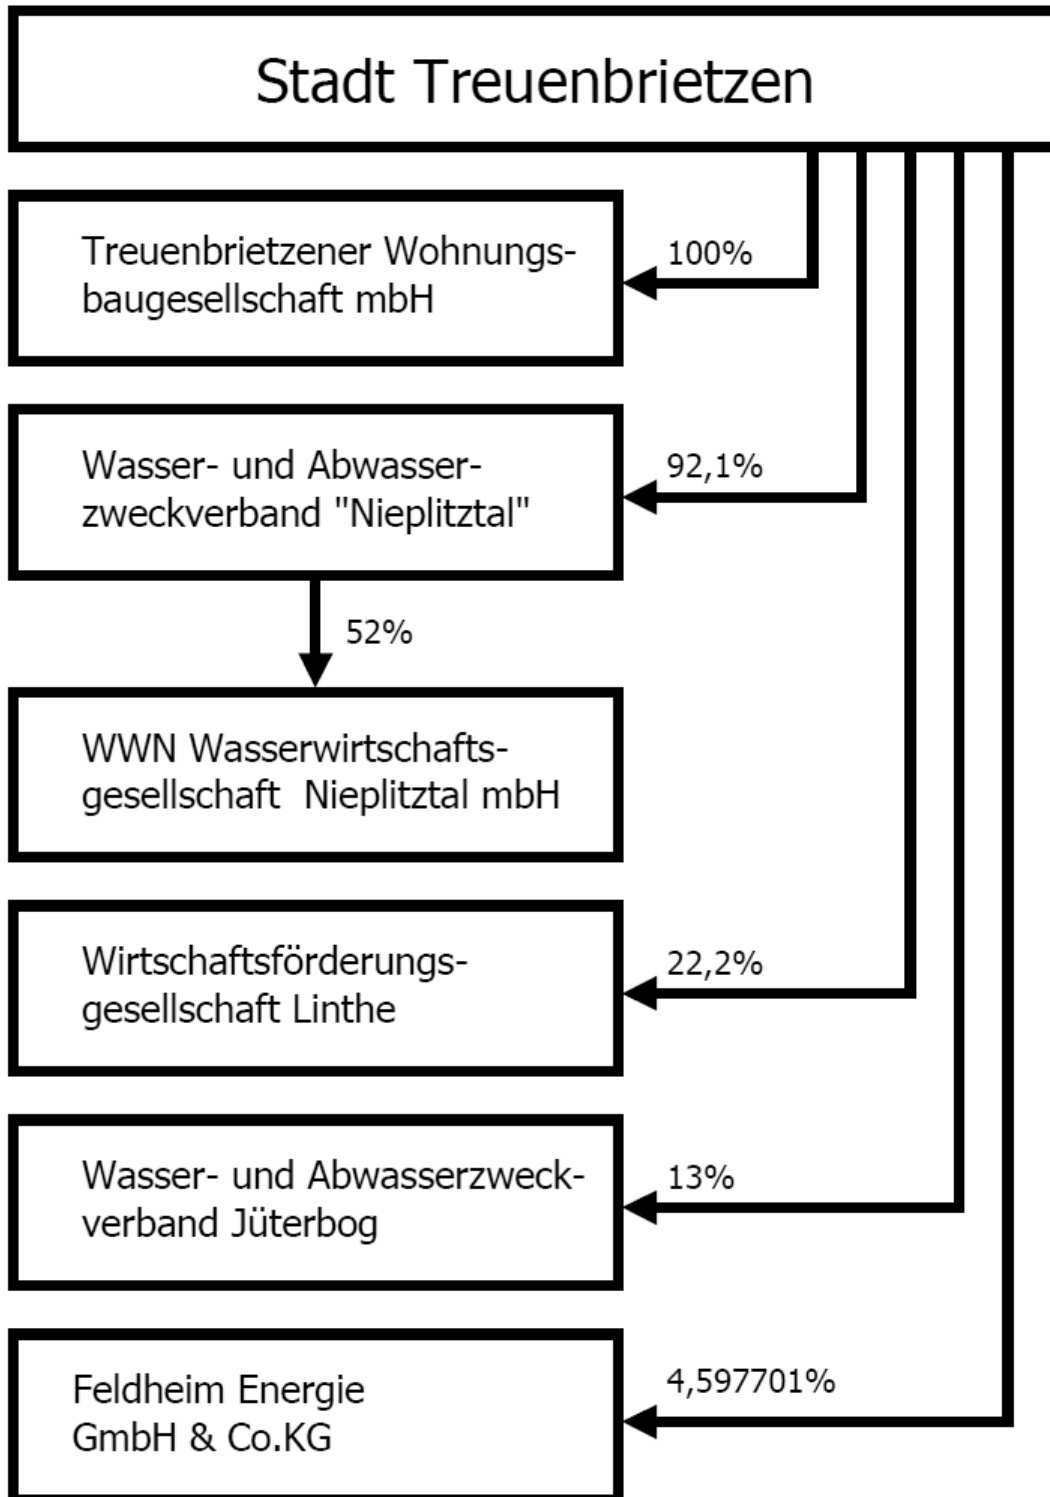 Stadt Treuenbrietzen
Treuenbrietzener Wohnungs-
baugesellschaft mbH
100%
Wasser- und Abwasser-
zweckverband "Nieplitztal"
92,1%
52%
WWN Wasserwirtschafts-
gesellschaft Nieplitztal mbH
Wirtschaftsförderungs-
gesellschaft Linthe
22,2%
Wasser- und Abwasserzweck-
verband Jüterbog
13%
Feldheim Energie
GmbH & Co.KG
4,597701%